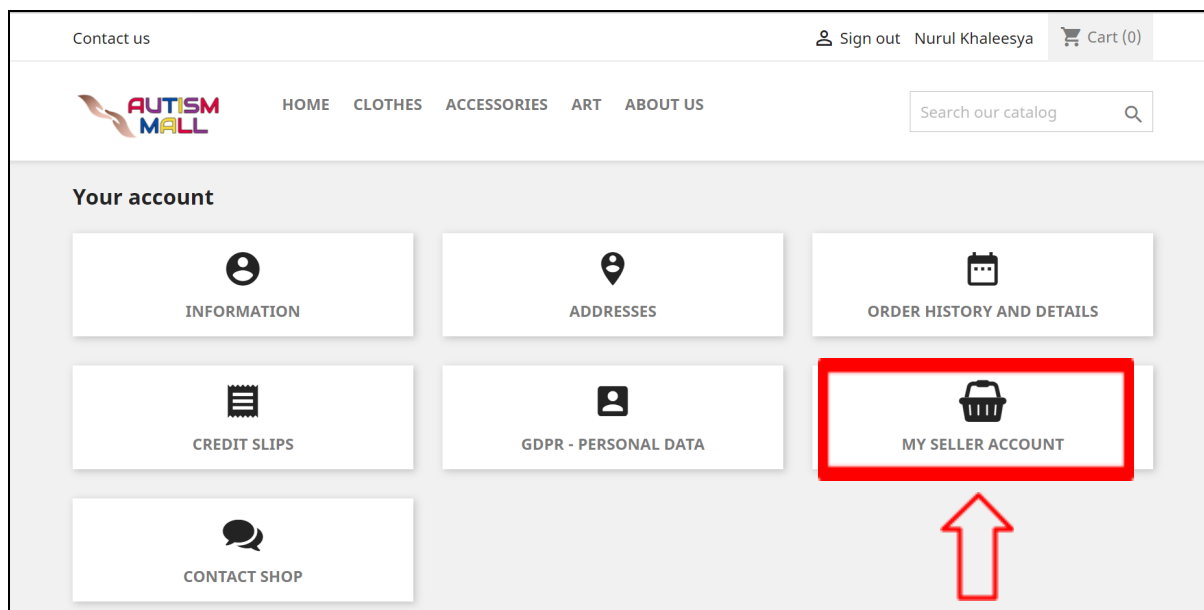 Contact us
Sign out Nurul Khaleesya Cart (0)
AUTISM
MALL
HOME CLOTHES ACCESSORIES ART ABOUT US
Search our catalog
Your account
INFORMATION
ADDRESSES
ORDER HISTORY AND DETAILS
CREDIT SLIPS
GDPR - PERSONAL DATA
MY SELLER ACCOUNT
CONTACT SHOP